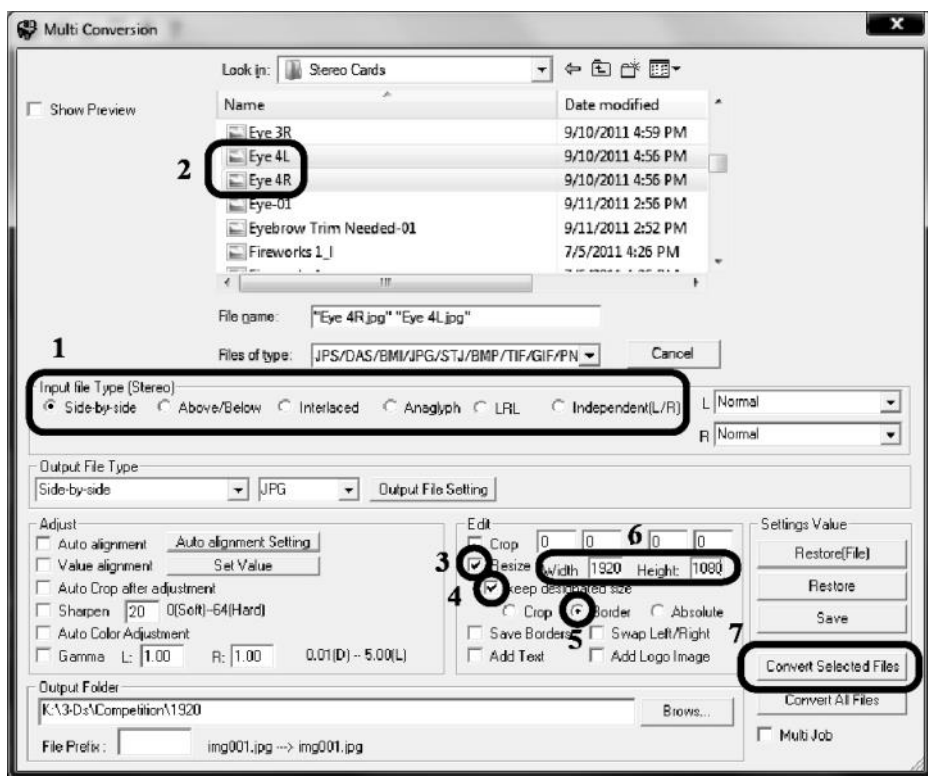 Multi Conversion
Look in: Stereo Cards
Show Preview
Name Date modified
Eye 3R 9/10/2011 4:59 PM
2
Eye 4L 9/10/2011 4:56 PM
Eye 4R 9/10/2011 4:56 PM
Eye-01 9/11/2011 2:56 PM
Eyebrow Trim Needed-01 9/11/2011 2:52 PM
Fireworks 1_l 7/5/2011 4:26 PM
File name: "Eye 4R.jpg" "Eye 4L.jpg"
1
Files of type: JPS/DAS/BMI/JPG/STJ/BMP/TIF/GIF/PN Cancel
Input file Type (Stereo)
Side-by-side Above/Below Interlaced Anaglyph LRL Independent(L/R) L Normal
R Normal
Output File Type
Side-by-side JPG Output File Setting
Adjust Edit Settings Value
Auto alignment Auto alignment Setting Crop 0 0 6 0 0 Restore(File)
Value alignment Set Value 3 Resize Width 1920 Height: 1080
Auto Crop after adjustment 4 keep designated size Restore
Sharpen 20 0(Soft)--64(Hard) Crop Border Absolute Save
Auto Color Adjustment Save Borders 5 Swap Left/Right 7
Gamma L: 1.00 R: 1.00 0.01(D) -- 5.00(L) Add Text Add Logo Image Convert Selected Files
Output Folder
K:\3-Ds\Competition\1920 Brows... Convert All Files
File Prefix : img001.jpg ---> img001.jpg Multi Job